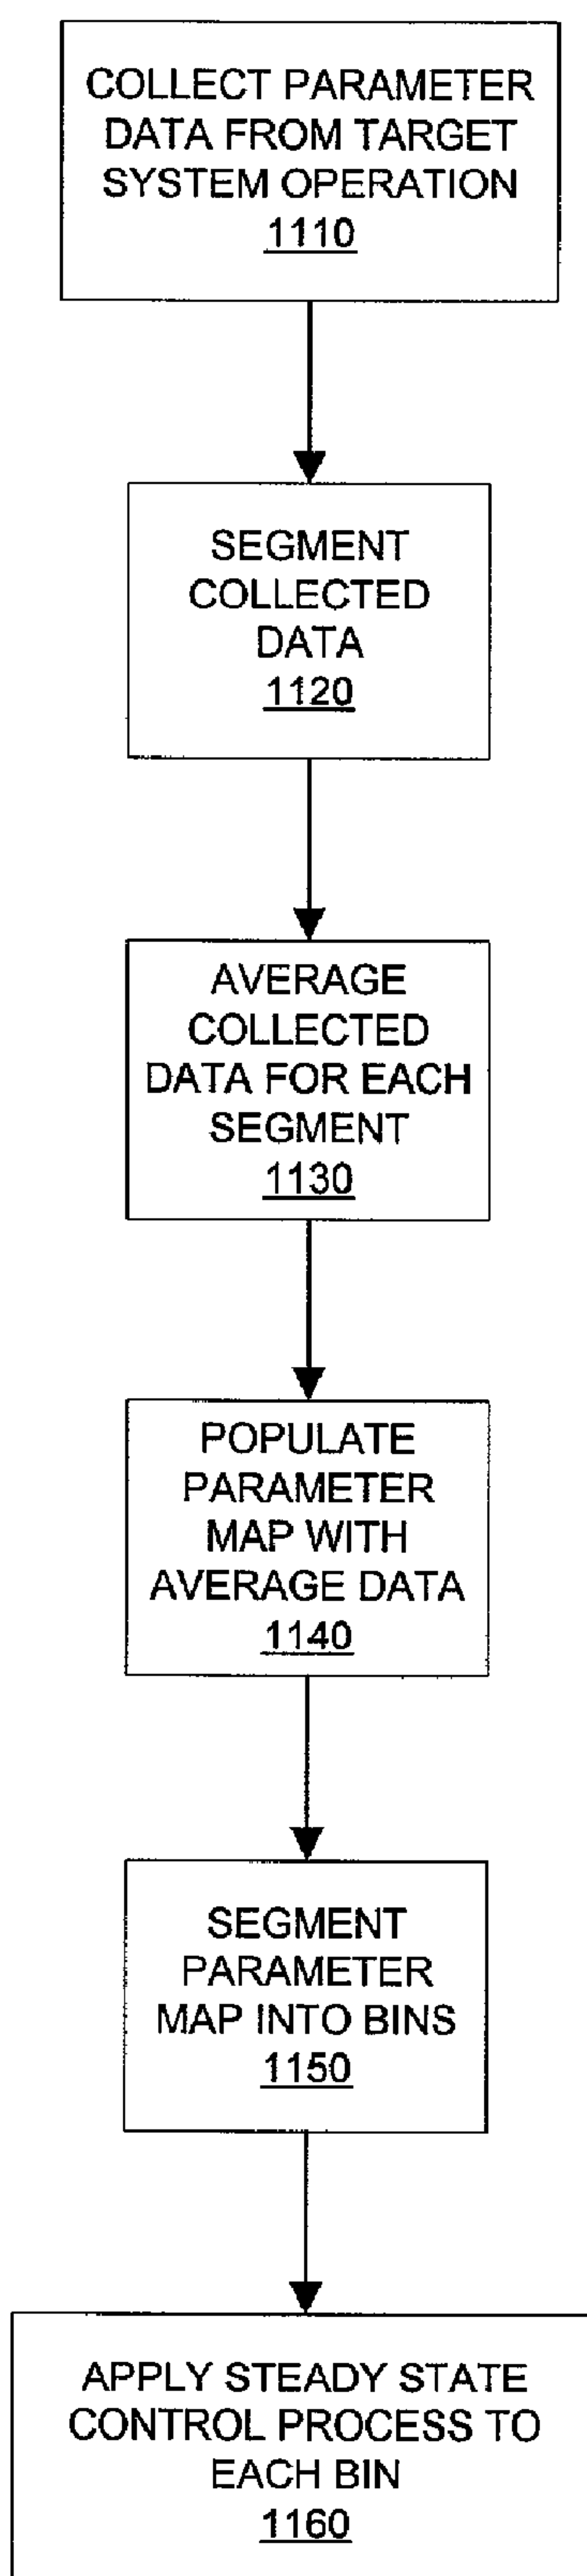 COLLECT PARAMETER
DATA FROM TARGET
SYSTEM OPERATION
1110
SEGMENT
COLLECTED
DATA
1120
AVERAGE
COLLECTED
DATA FOR EACH
SEGMENT
1130
POPULATE
PARAMETER
MAP WITH
AVERAGE DATA
1140
SEGMENT
PARAMETER
MAP INTO BINS
1150
APPLY STEADY STATE
CONTROL PROCESS TO
EACH BIN
1160